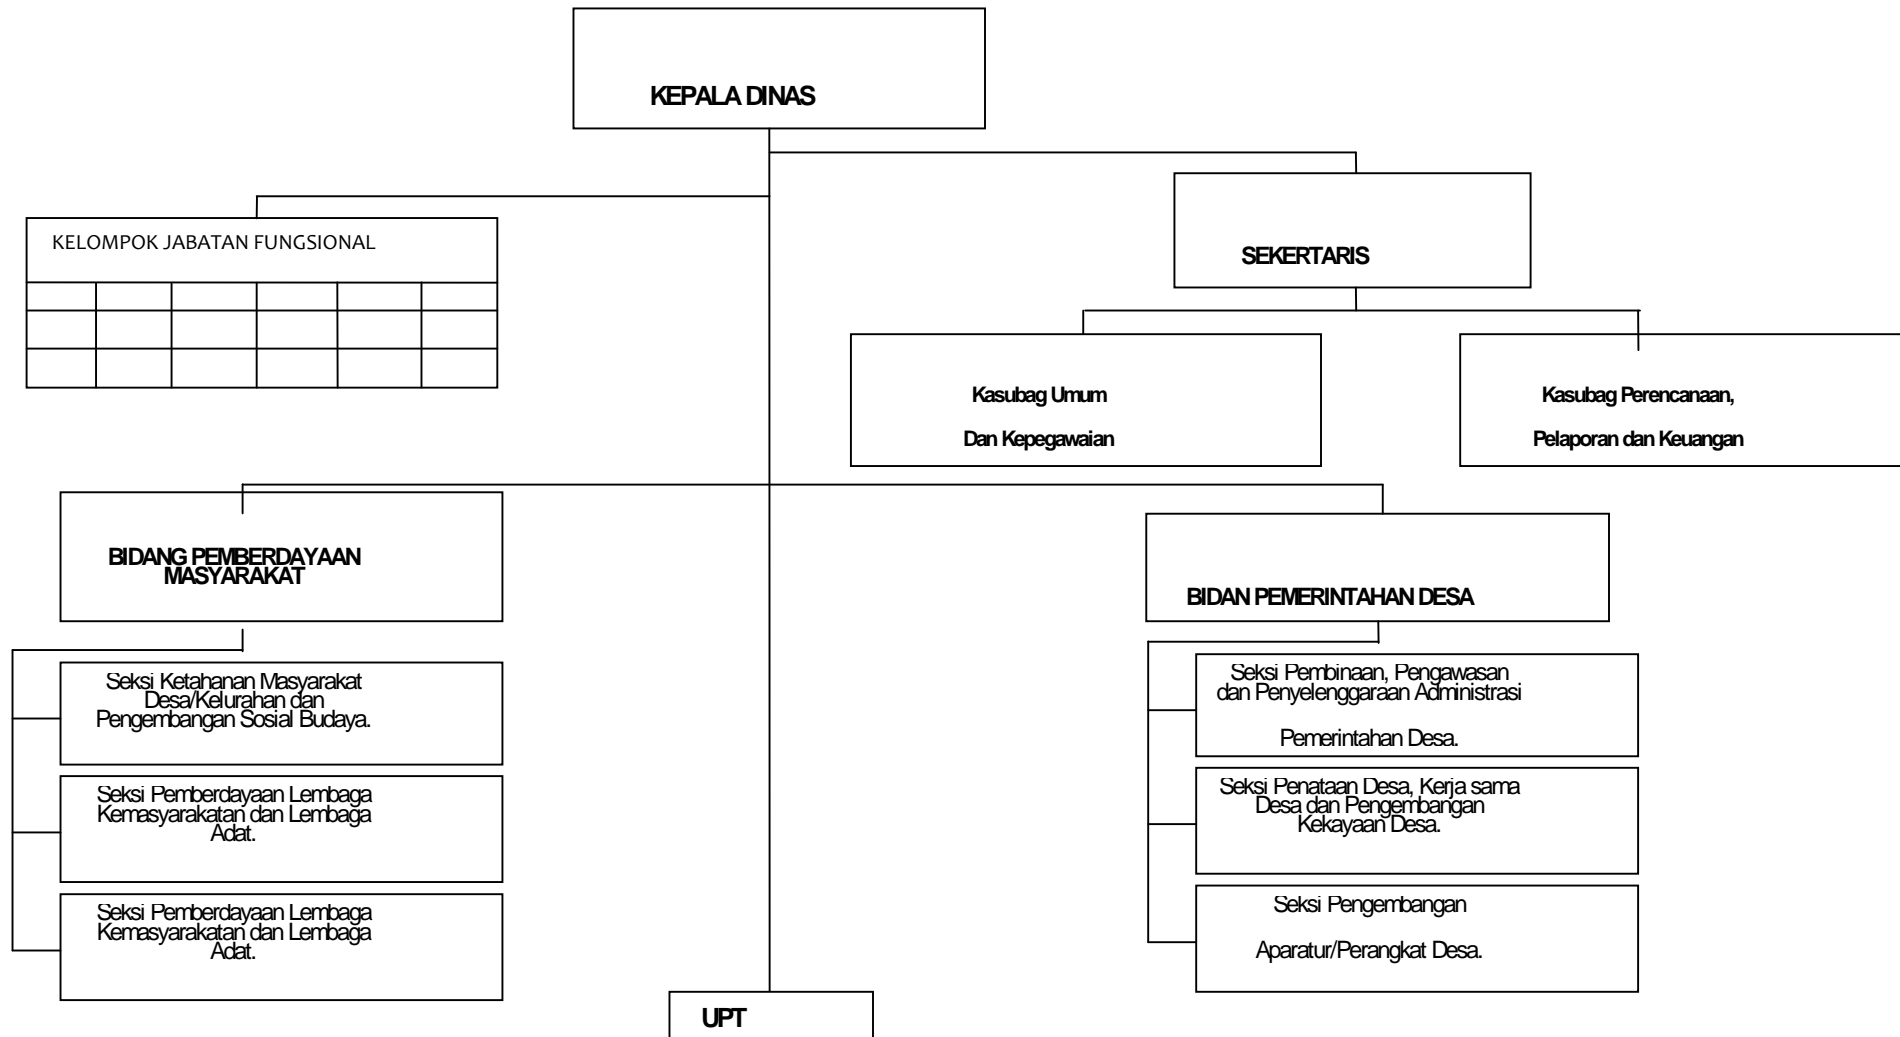 KEPALA DINAS
KELOMPOK JABATAN FUNGSIONAL
SEKERTARIS
Kasubag Umum
Dan Kepegawaian
Kasubag Perencanaan,
Pelaporan dan Keuangan
BIDANG PEMBERDAYAAN
MASYARAKAT
BIDAN PEMERINTAHAN DESA
Seksi Ketahanan Masyarakat
Desa/Kelurahan dan
Pengembangan Sosial Budaya.
Seksi Pemberdayaan Lembaga
Kemasyarakatan dan Lembaga
Adat.
Seksi Pemberdayaan Lembaga
Kemasyarakatan dan Lembaga
Adat.
Seksi Pembinaan, Pengawasan
dan Penyelenggaraan Administrasi
Pemerintahan Desa.
Seksi Penataan Desa, Kerja sama
Desa dan Pengembangan
Kekayaan Desa.
Seksi Pengembangan
Aparatur/Perangkat Desa.
UPT